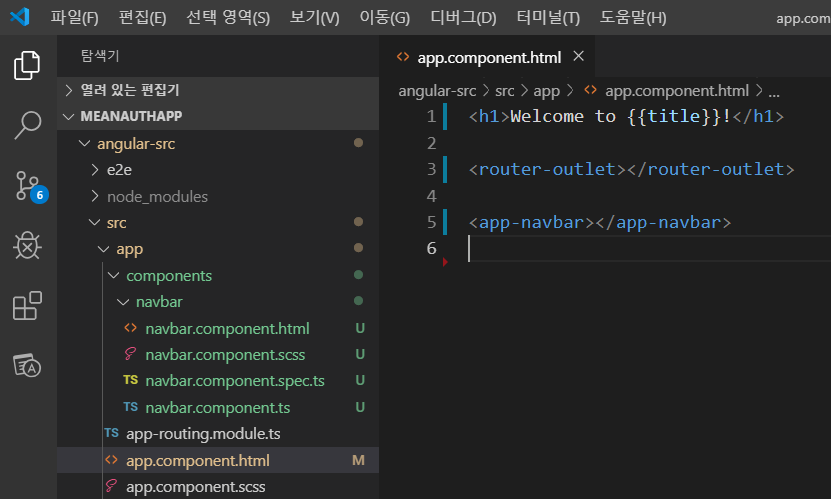 파일(F) 편집(E) 선택 영역(S) 보기(V) 이동(G) 디버그(D) 터미널(T) 도움말(H) app.com
탐색기
열려 있는 편집기
MEANAUTHAPP
angular-src
e2e
node_modules
src
app
components
navbar
navbar.component.html U
navbar.component.scss U
TS navbar.component.spec.ts U
TS navbar.component.ts U
TS app-routing.module.ts
app.component.html M
app.component.scss
6
app.component.html ×
angular-src > src > app > <> app.component.html > ...
1 <h1>Welcome to {{title}}!</h1>
2
3 <router-outlet></router-outlet>
4
5 <app-navbar></app-navbar>
6